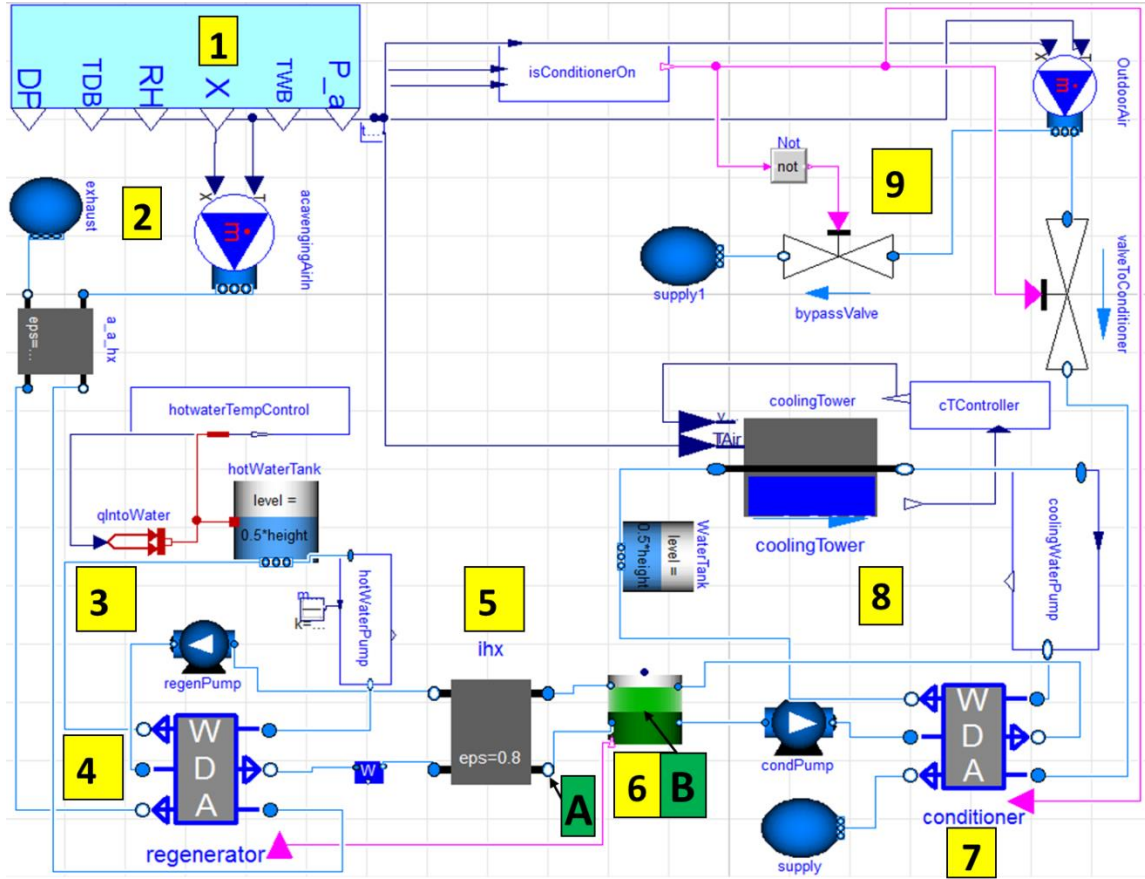 1
DP
TDB
RH
X
TWB
P_a
t...
isConditionerOn
X
T
OutdoorAir
m
Not
not
9
exhaust
2
X
T
acavengingAirIn
m
supply1
bypassValve
valveToConditioner
eps=...
a_a_hx
hotwaterTempControl
v...
TAir
coolingTower
cTController
hotWaterTank
level =
0.5*height
qIntoWater
WaterTank
level =
0.5*height
coolingTower
coolingWaterPump
3
m
k=...
hotWaterPump
5
8
ihx
regenPump
W
D
A
4
W
eps=0.8
A
6
B
condPump
W
D
A
supply
conditioner
regenerator
7